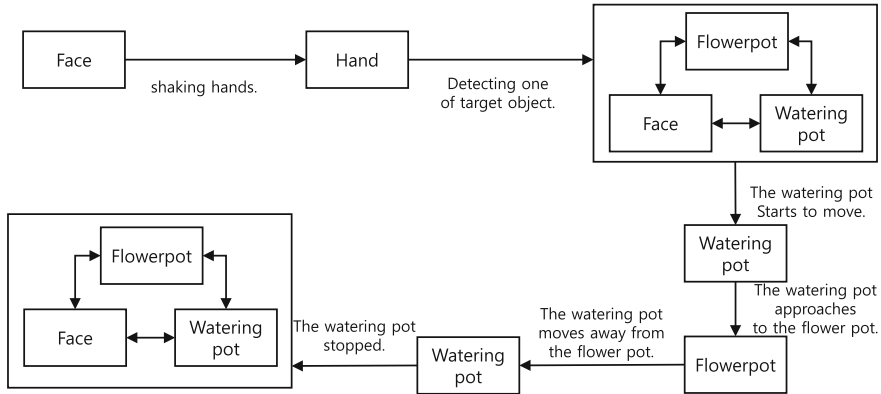 Face
shaking hands.
Hand
Detecting one
of target object.
Flowerpot
Face
Watering
pot
The watering pot
Starts to move.
Watering
pot
The watering pot
approaches
to the flower pot.
Flowerpot
The watering pot
moves away from
the flower pot.
Watering
pot
The watering pot
stopped.
Flowerpot
Face
Watering
pot